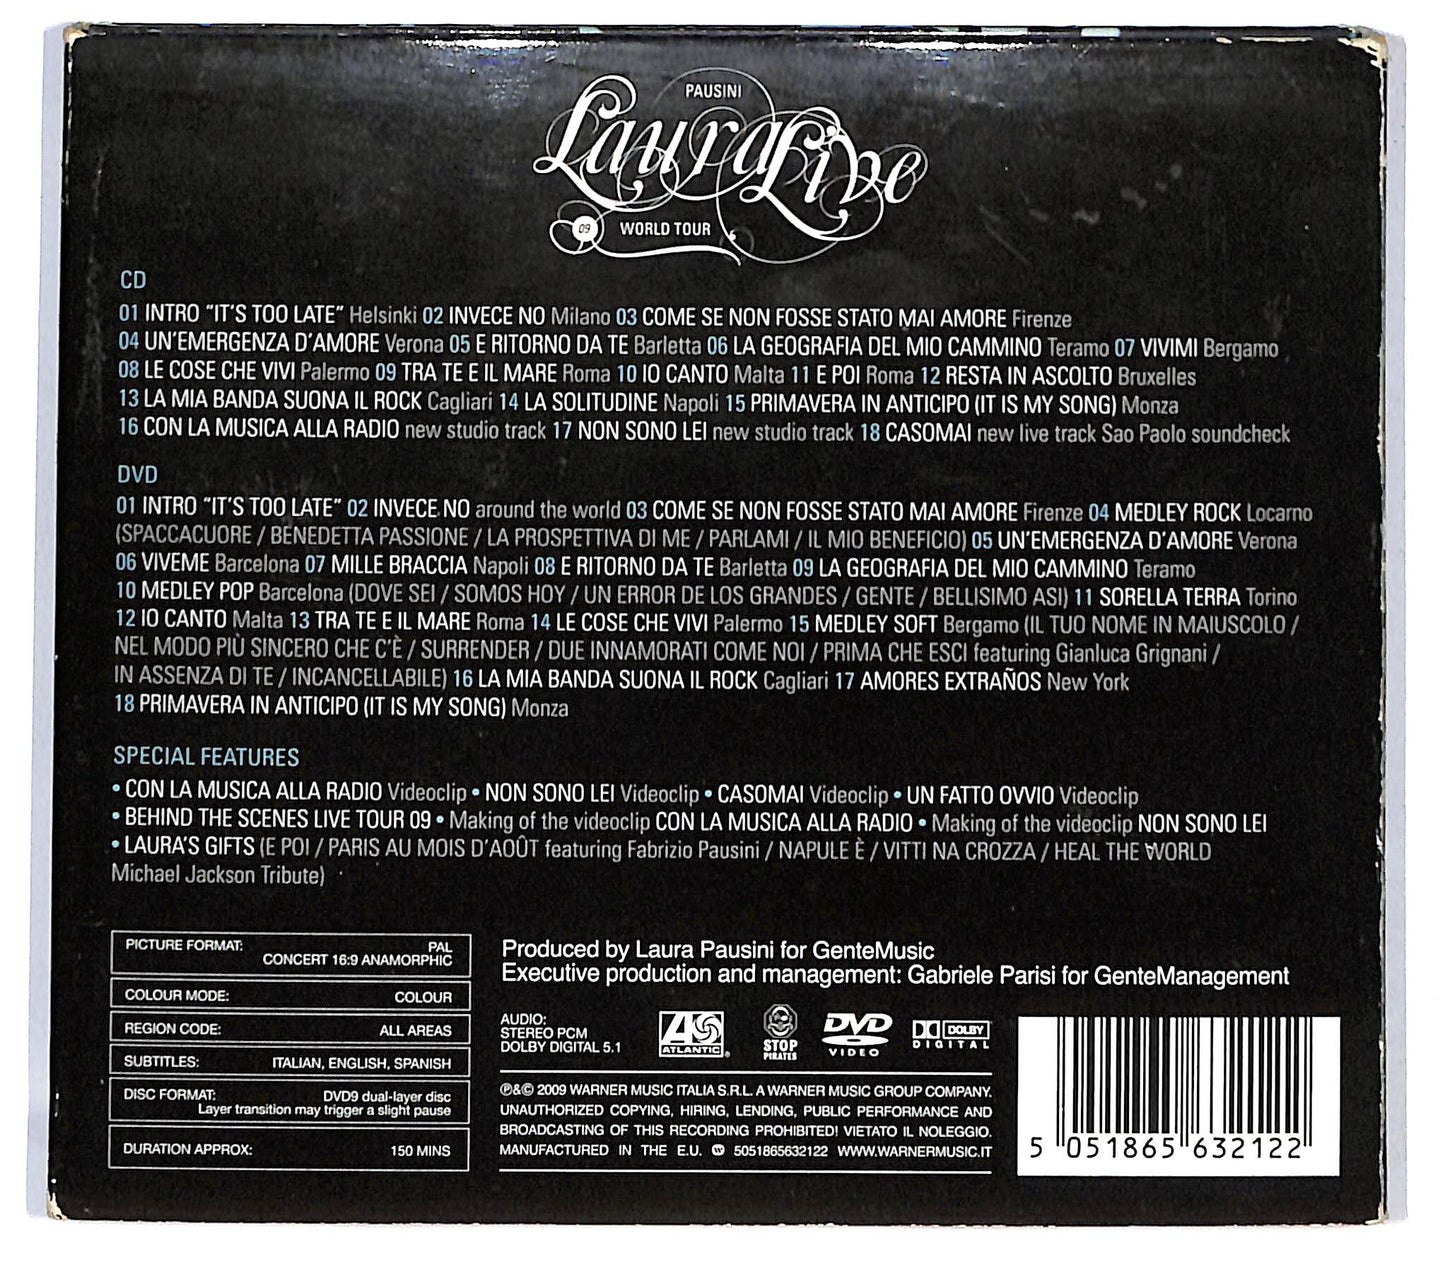 PAUSINI
Laura Live
09 WORLD TOUR
CD
01 INTRO "IT'S TOO LATE" Helsinki 02 INVECE NO Milano 03 COME SE NON FOSSE STATO MAI AMORE Firenze
04 UN'EMERGENZA D'AMORE Verona 05 E RITORNO DA TE Barletta 06 LA GEOGRAFIA DEL MIO CAMMINO Teramo 07 VIVIMI Bergamo
08 LE COSE CHE VIVI Palermo 09 TRA TE E IL MARE Roma 10 IO CANTO Malta 11 E POI Roma 12 RESTA IN ASCOLTO Bruxelles
13 LA MIA BANDA SUONA IL ROCK Cagliari 14 LA SOLITUDINE Napoli 15 PRIMAVERA IN ANTICIPO (IT IS MY SONG) Monza
16 CON LA MUSICA ALLA RADIO new studio track 17 NON SONO LEI new studio track 18 CASOMAI new live track Sao Paolo soundcheck
DVD
01 INTRO "IT'S TOO LATE" 02 INVECE NO around the world 03 COME SE NON FOSSE STATO MAI AMORE Firenze 04 MEDLEY ROCK Locarno
(SPACCACUORE / BENEDETTA PASSIONE / LA PROSPETTIVA DI ME / PARLAMI / IL MIO BENEFICIO) 05 UN'EMERGENZA D'AMORE Verona
06 VIVEME Barcelona 07 MILLE BRACCIA Napoli 08 E RITORNO DA TE Barletta 09 LA GEOGRAFIA DEL MIO CAMMINO Teramo
10 MEDLEY POP Barcelona (DOVE SEI / SOMOS HOY / UN ERROR DE LOS GRANDES / GENTE / BELLISIMO ASI) 11 SORELLA TERRA Torino
12 IO CANTO Malta 13 TRA TE E IL MARE Roma 14 LE COSE CHE VIVI Palermo 15 MEDLEY SOFT Bergamo (IL TUO NOME IN MAIUSCOLO /
NEL MODO PIÙ SINCERO CHE C'È / SURRENDER / DUE INNAMORATI COME NOI / PRIMA CHE ESCI featuring Gianluca Grignani /
IN ASSENZA DI TE / INCANCELLABILE) 16 LA MIA BANDA SUONA IL ROCK Cagliari 17 AMORES EXTRAÑOS New York
18 PRIMAVERA IN ANTICIPO (IT IS MY SONG) Monza
SPECIAL FEATURES
• CON LA MUSICA ALLA RADIO Videoclip • NON SONO LEI Videoclip • CASOMAI Videoclip • UN FATTO OVVIO Videoclip
• BEHIND THE SCENES LIVE TOUR 09 • Making of the videoclip CON LA MUSICA ALLA RADIO • Making of the videoclip NON SONO LEI
• LAURA'S GIFTS (E POI / PARIS AU MOIS D'AOÛT featuring Fabrizio Pausini / NAPULE È / VITTI NA CROZZA / HEAL THE WORLD
Michael Jackson Tribute)
PICTURE FORMAT: PAL
CONCERT 16:9 ANAMORPHIC
COLOUR MODE: COLOUR
REGION CODE: ALL AREAS
SUBTITLES: ITALIAN, ENGLISH, SPANISH
DISC FORMAT: DVD9 dual-layer disc
Layer transition may trigger a slight pause
DURATION APPROX: 150 MINS
Produced by Laura Pausini for GenteMusic
Executive production and management: Gabriele Parisi for GenteManagement
AUDIO:
STEREO PCM
DOLBY DIGITAL 5.1
ATLANTIC
STOP
PIRATES
DVD
VIDEO
DOLBY
DIGITAL
℗&© 2009 WARNER MUSIC ITALIA S.R.L. A WARNER MUSIC GROUP COMPANY.
UNAUTHORIZED COPYING, HIRING, LENDING, PUBLIC PERFORMANCE AND
BROADCASTING OF THIS RECORDING PROHIBITED! VIETATO IL NOLEGGIO.
MANUFACTURED IN THE E.U. 5051865632122 WWW.WARNERMUSIC.IT
5 051865 632122